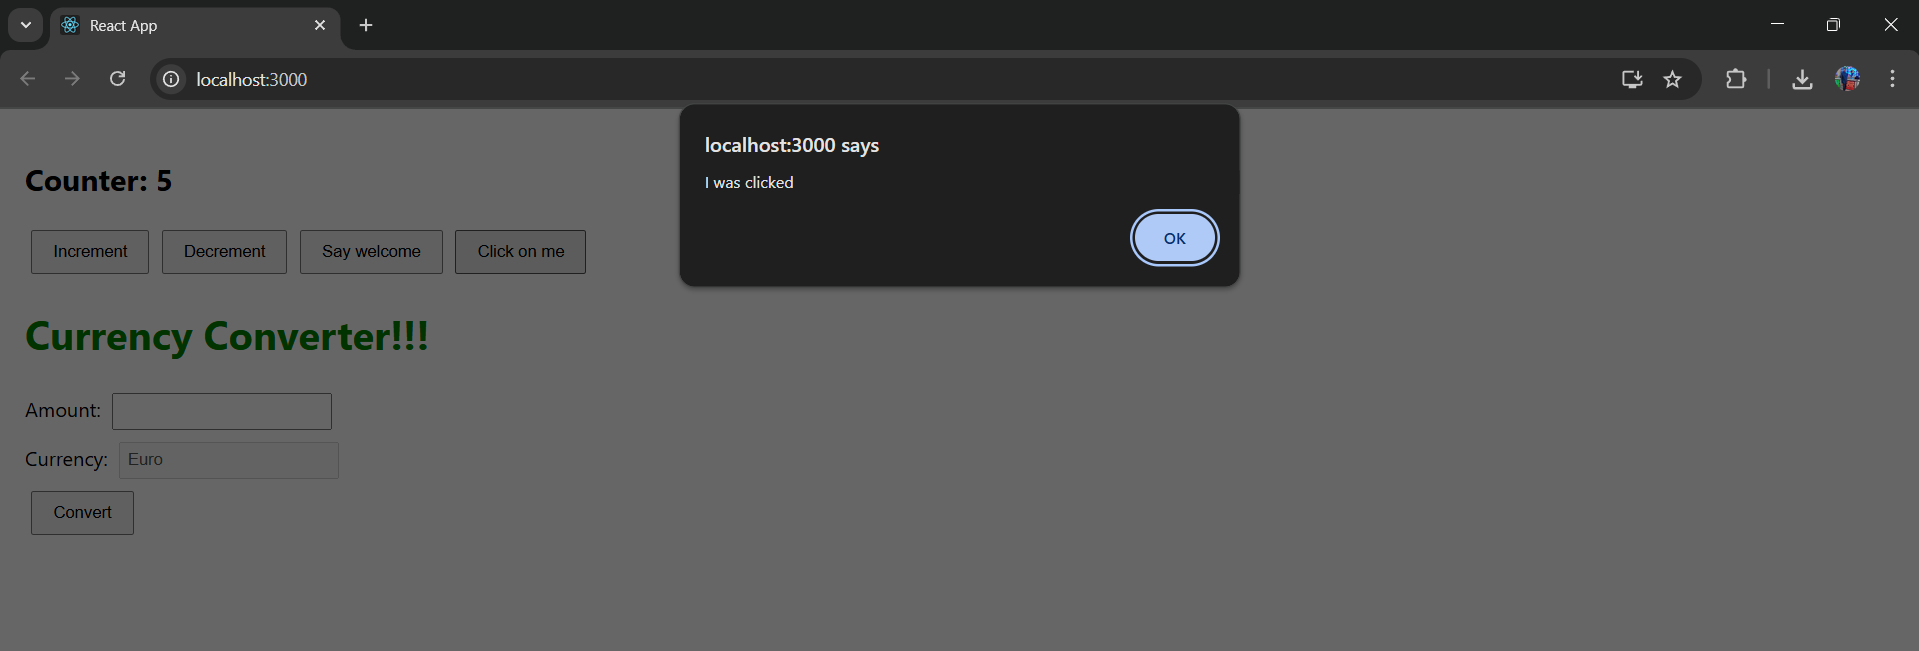 React App
localhost:3000
localhost:3000 says
I was clicked
OK
Counter: 5
Increment Decrement Say welcome Click on me
Currency Converter!!!
Amount:
Currency: Euro
Convert